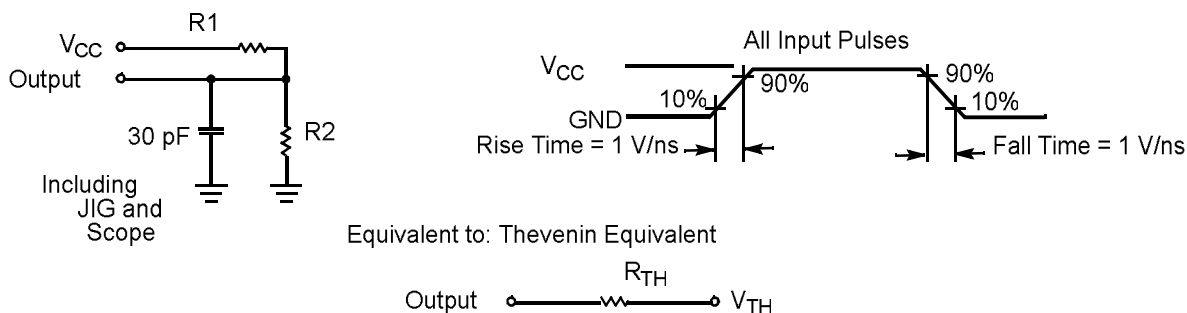 R1
VCC
Output
30 pF
R2
Including
JIG and
Scope
All Input Pulses
VCC
90%
90%
10%
10%
GND
Rise Time = 1 V/ns
Fall Time = 1 V/ns
Equivalent to: Thevenin Equivalent
RTH
Output
VTH